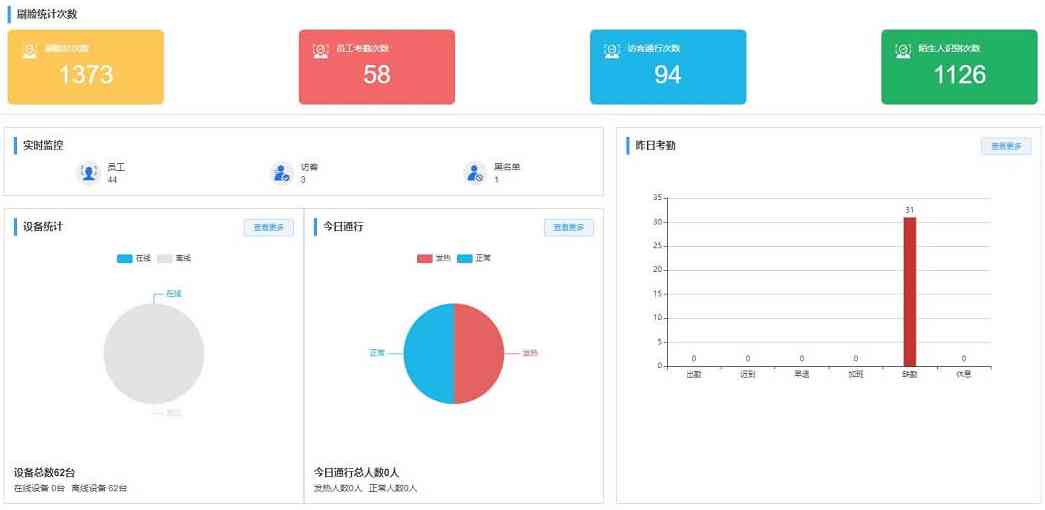 刷脸统计次数
刷脸总次数
1373
员工考勤次数
58
访客通行次数
94
陌生人识别次数
1126
实时监控
员工
44
访客
3
黑名单
1
设备统计
查看更多
在线 离线
在线
离线
设备总数62台
在线设备 0台 离线设备 62台
今日通行
查看更多
发热 正常
正常
发热
今日通行总人数0人
发热人数0人 正常人数0人
昨日考勤
查看更多
35
30
25
20
15
10
5
0
0 0 0 0 31 0
出勤 迟到 早退 加班 缺勤 休息